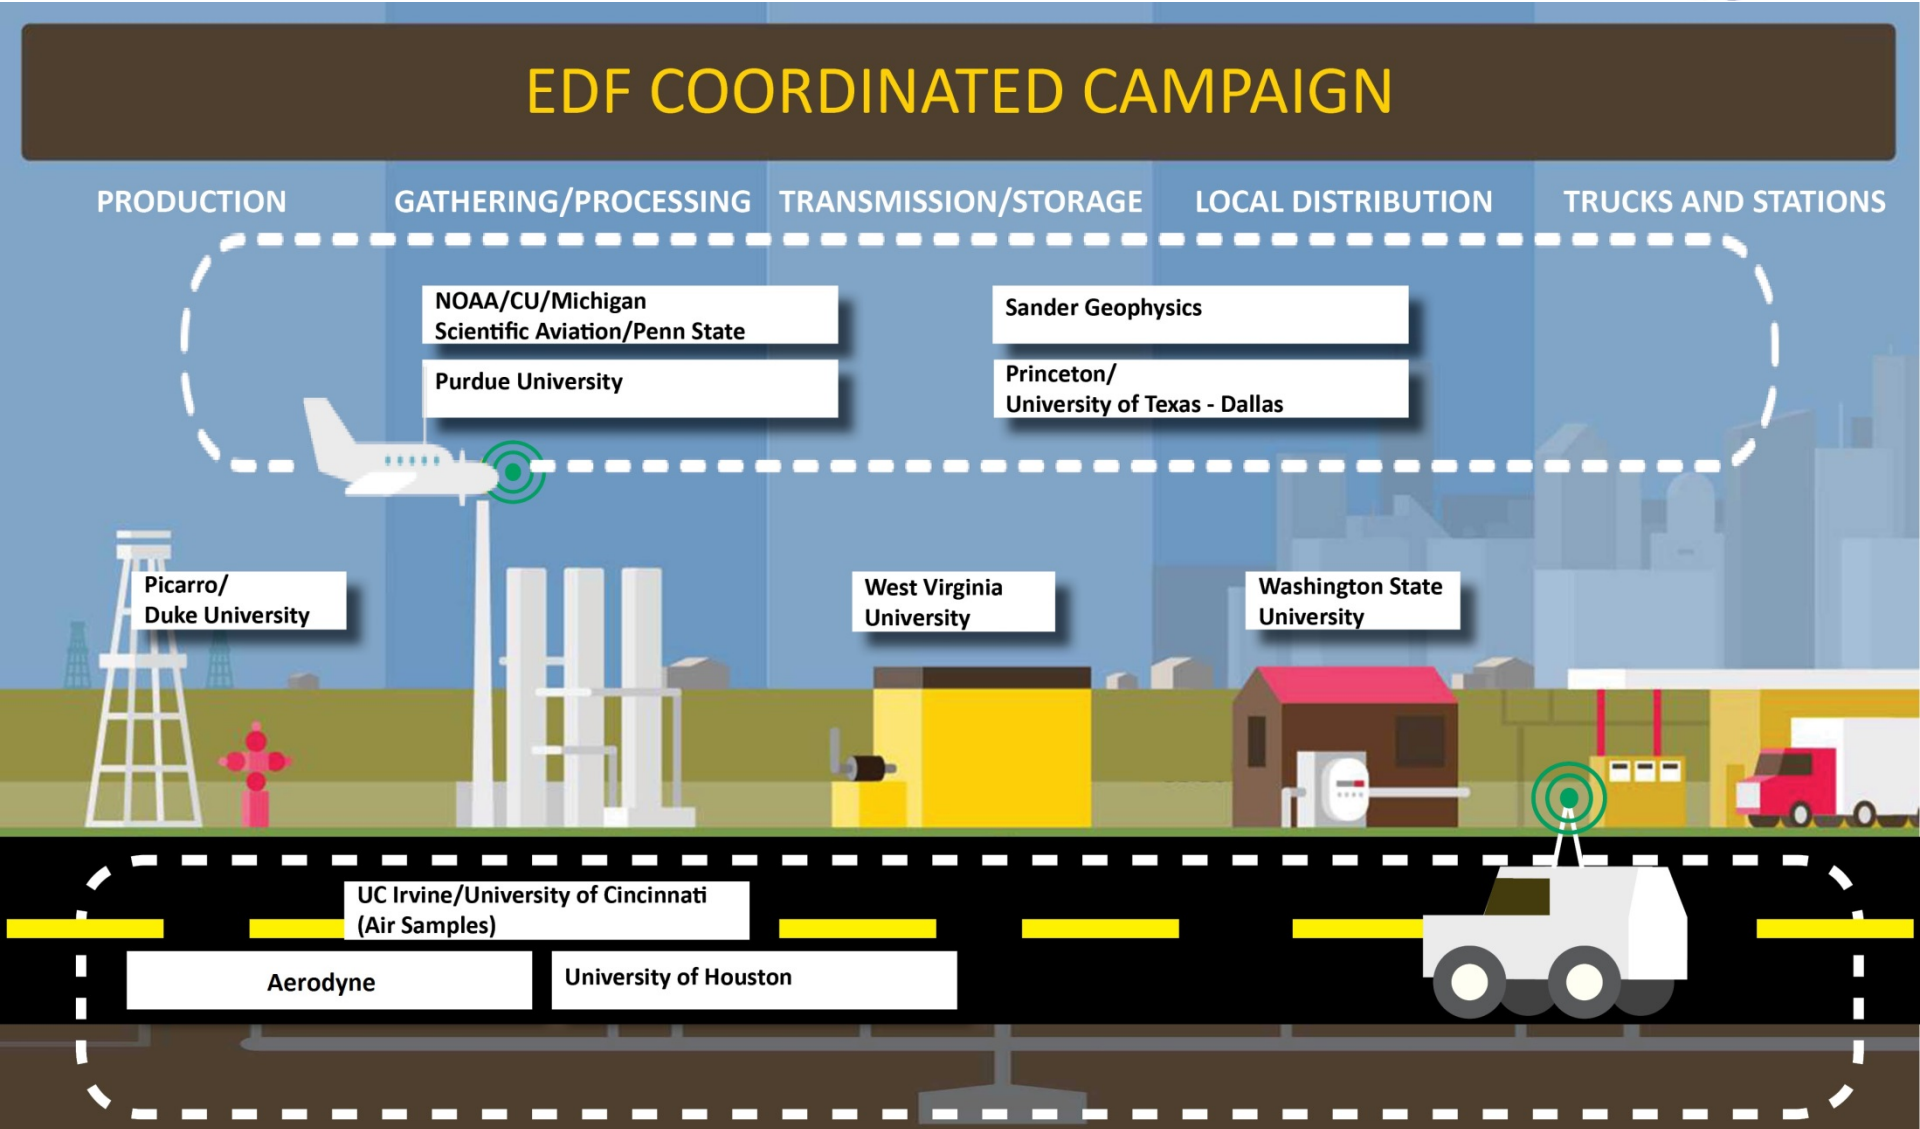 EDF COORDINATED CAMPAIGN
PRODUCTION
GATHERING/PROCESSING
TRANSMISSION/STORAGE
LOCAL DISTRIBUTION
TRUCKS AND STATIONS
NOAA/CU/Michigan
Scientific Aviation/Penn State
Sander Geophysics
Purdue University
Princeton/
University of Texas - Dallas
Picarro/
Duke University
West Virginia
University
Washington State
University
UC Irvine/University of Cincinnati
(Air Samples)
Aerodyne
University of Houston